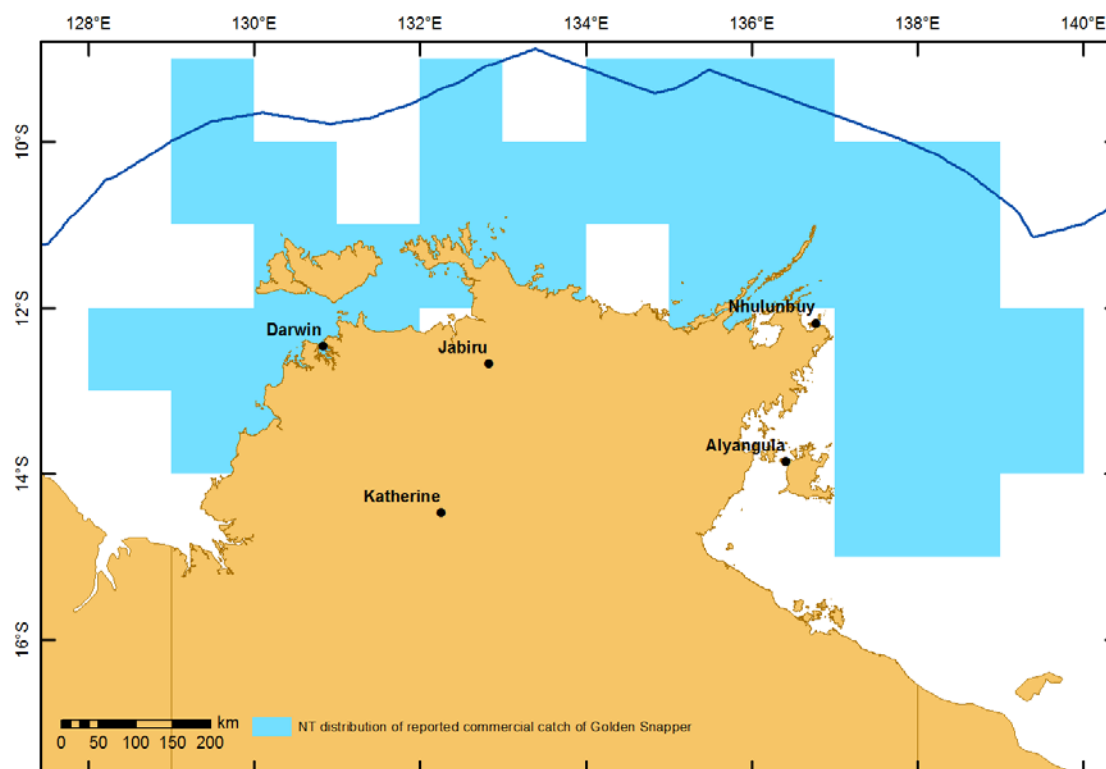 128°E 130°E 132°E 134°E 136°E 138°E 140°E
10°S
12°S
Nhulunbuy
Darwin
Jabiru
Alyangula
14°S
Katherine
16°S
km
0 50 100 150 200
NT distribution of reported commercial catch of Golden Snapper